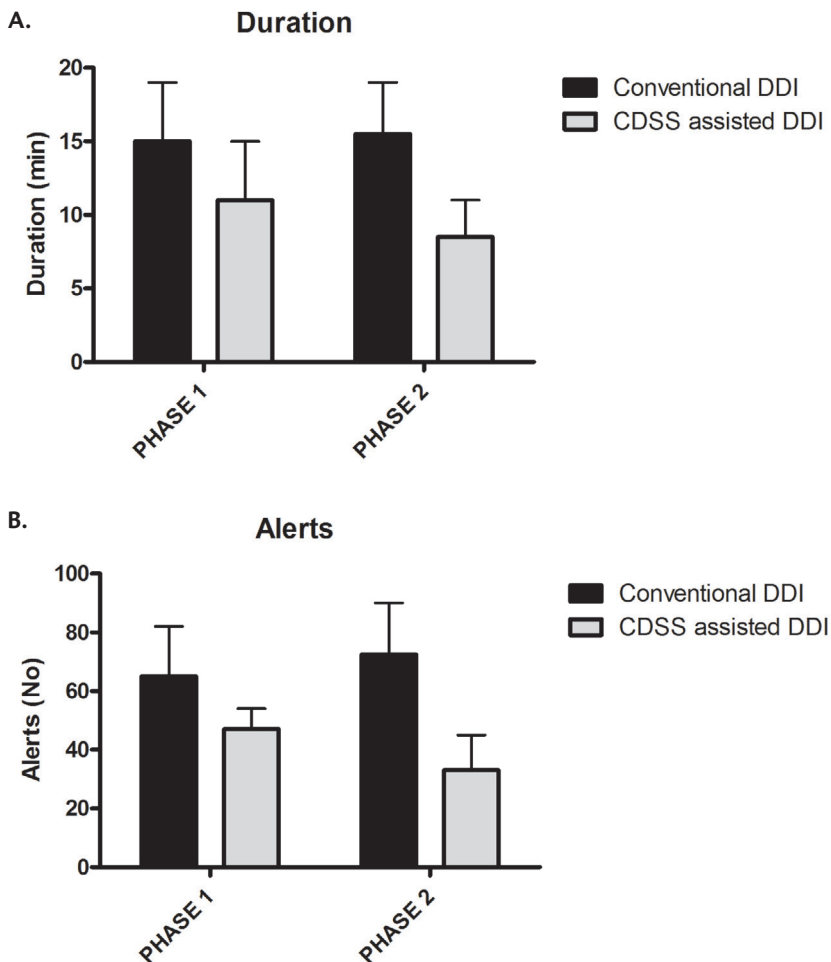 A.
Duration
Duration (min)
20
15
10
5
0
PHASE 1
PHASE 2
Conventional DDI
CDSS assisted DDI
B.
Alerts
Alerts (No)
100
80
60
40
20
0
PHASE 1
PHASE 2
Conventional DDI
CDSS assisted DDI